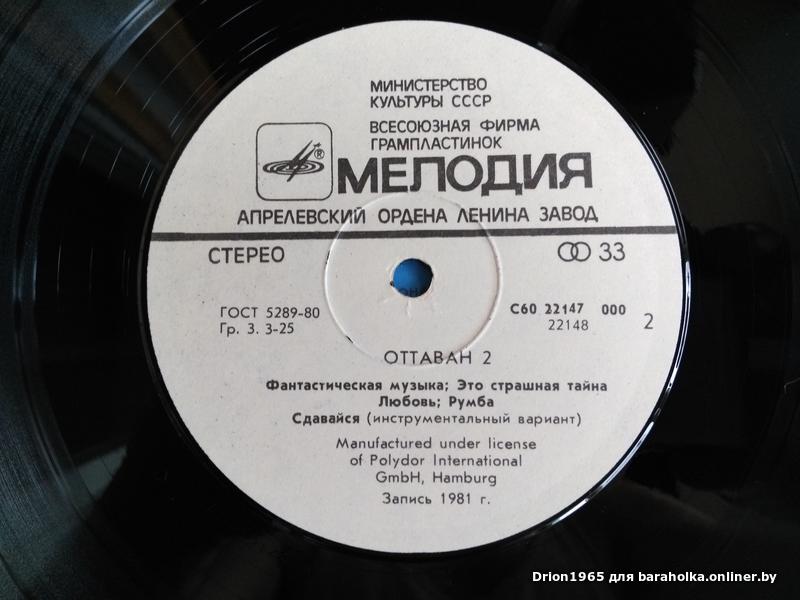 МИНИСТЕРСТВО
КУЛЬТУРЫ СССР
ВСЕСОЮЗНАЯ ФИРМА
ГРАМПЛАСТИНОК
®
МЕЛОДИЯ
АПРЕЛЕВСКИЙ ОРДЕНА ЛЕНИНА ЗАВОД
СТЕРЕО
33
ГОСТ 5289-80
Гр. 3. 3-25
С60 22147 000
22148
2
ОТТАВАН 2
Фантастическая музыка; Это страшная тайна
Любовь; Румба
Сдавайся (инструментальный вариант)
Manufactured under license
of Polydor International
GmbH, Hamburg
Запись 1981 г.
Drion1965 для baraholka.onliner.by